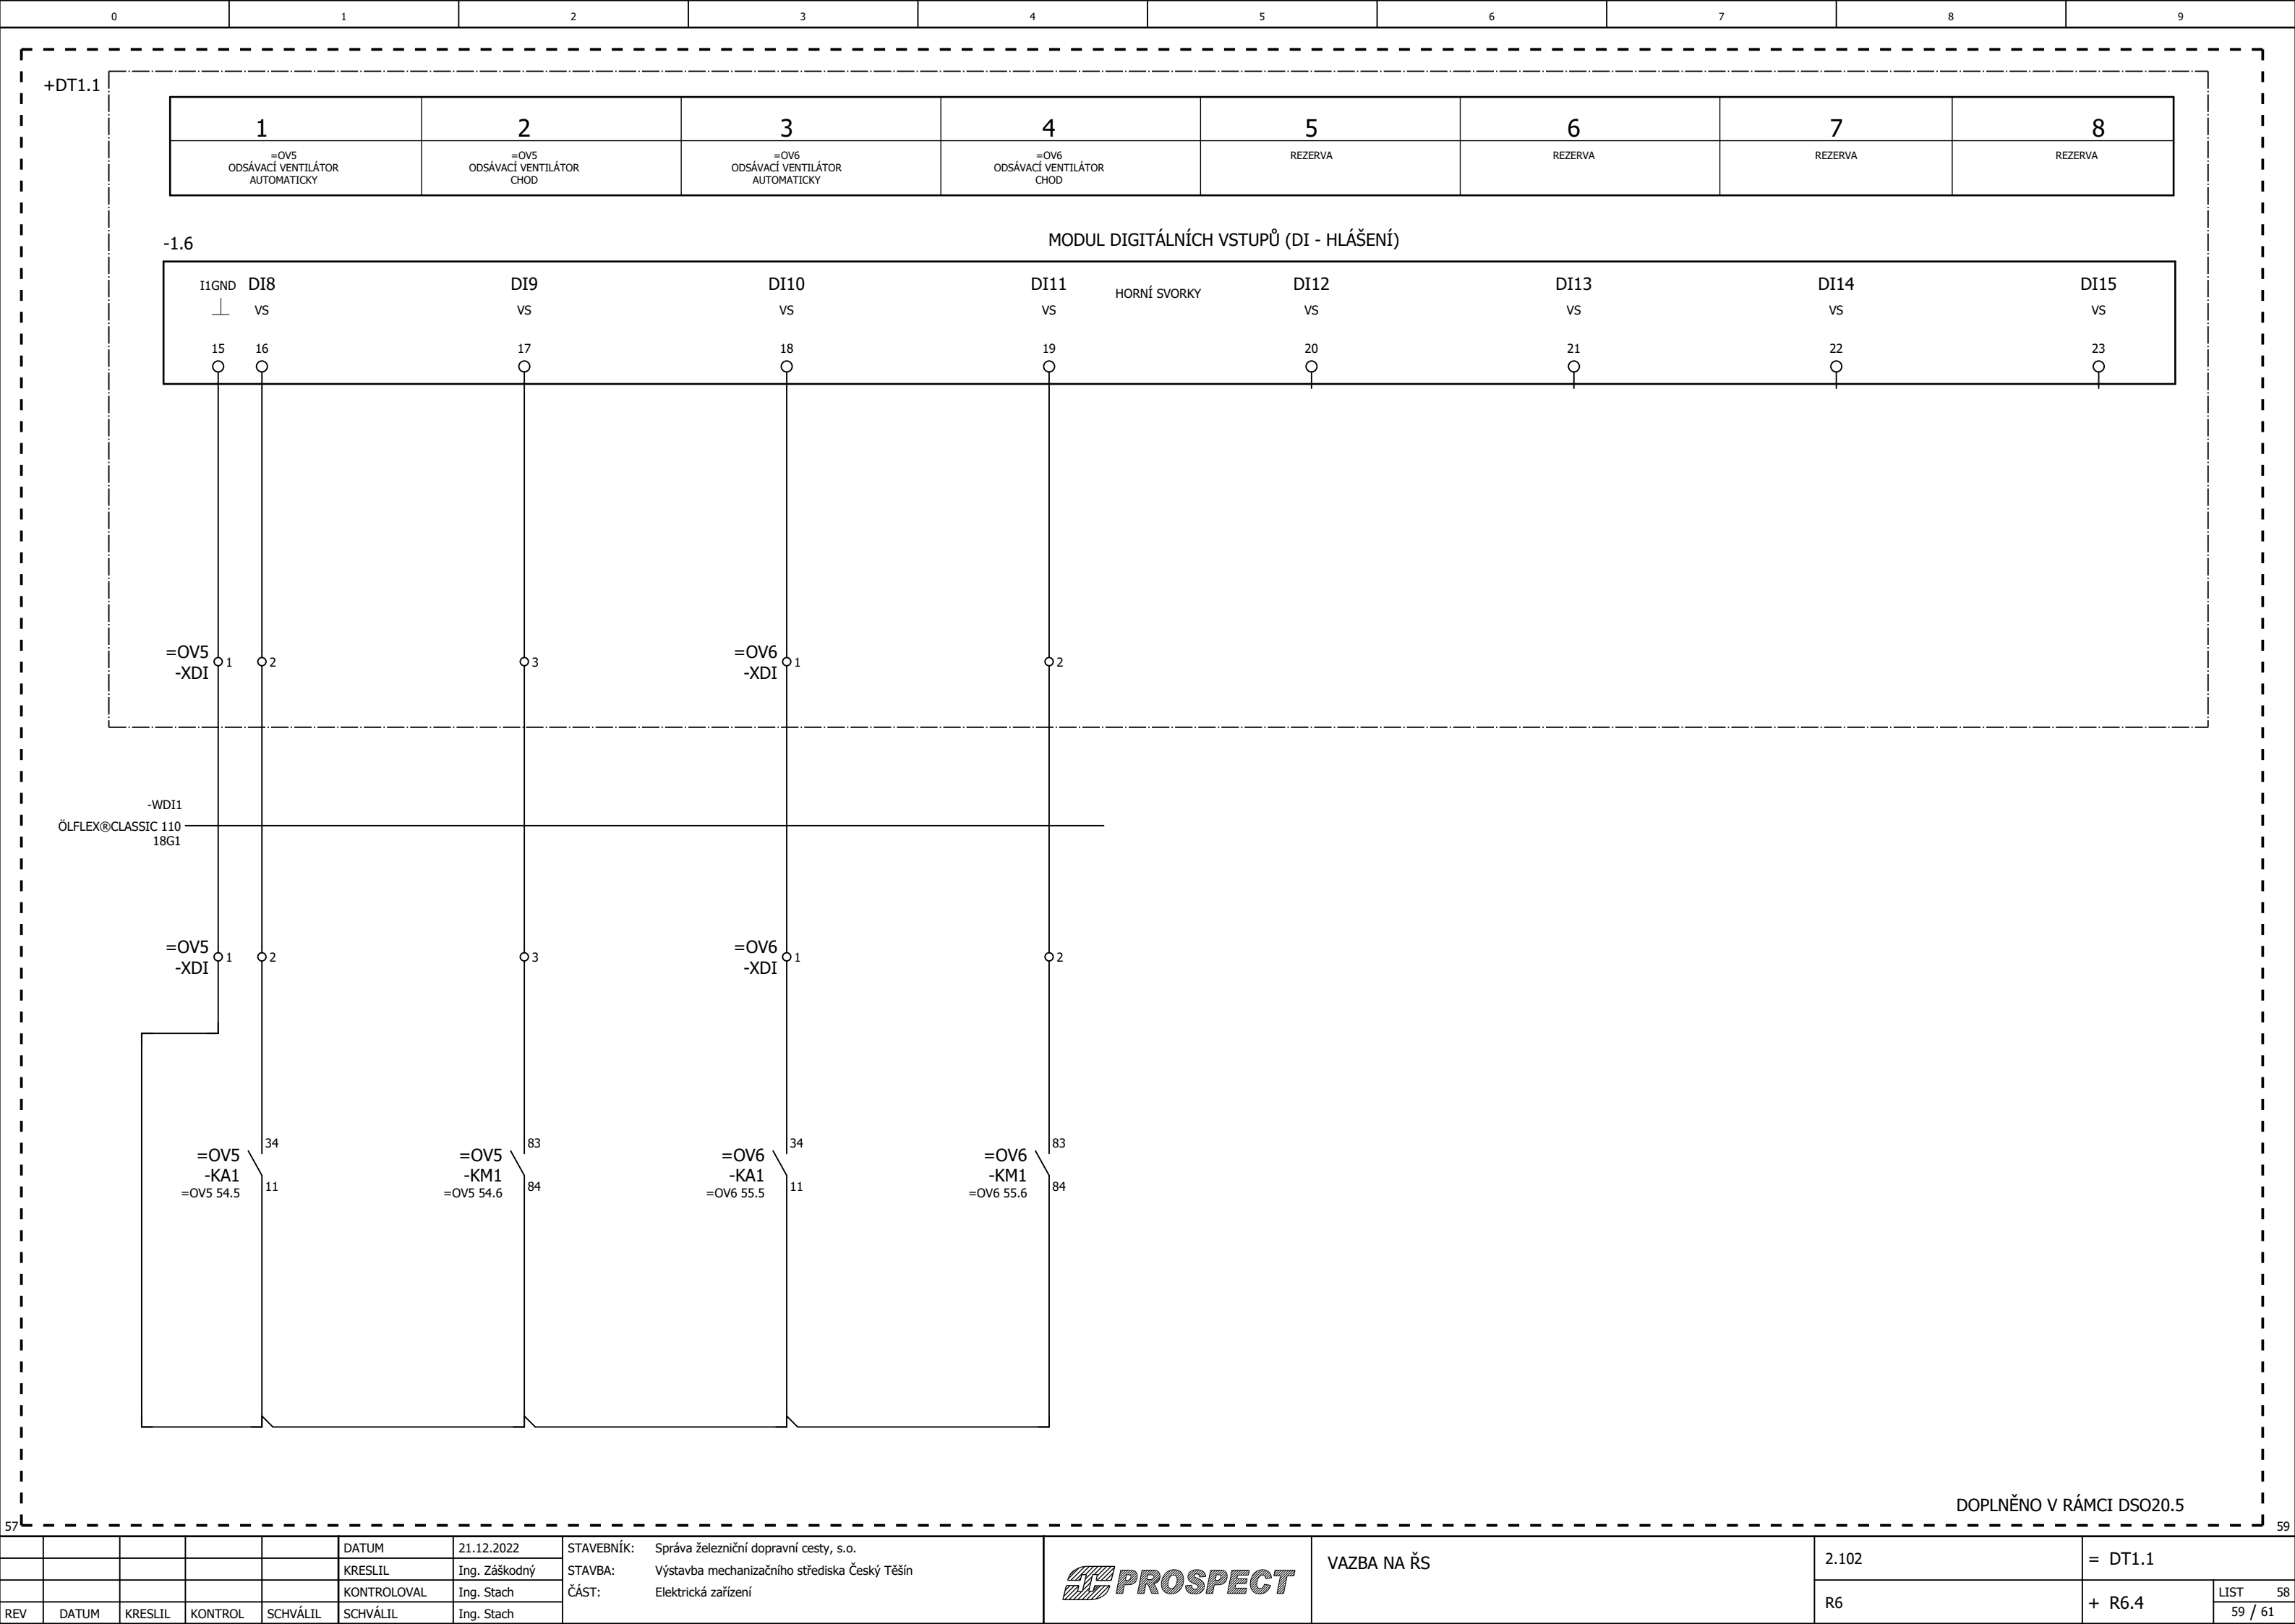 0 1 2 3 4 5 6 7 8 9
+DT1.1
1 2 3 4 5 6 7 8
=OV5 =OV5 =OV6 =OV6 REZERVA REZERVA REZERVA REZERVA
ODSÁVACÍ VENTILÁTOR ODSÁVACÍ VENTILÁTOR ODSÁVACÍ VENTILÁTOR ODSÁVACÍ VENTILÁTOR
AUTOMATICKY CHOD AUTOMATICKY CHOD
-1.6 MODUL DIGITÁLNÍCH VSTUPŮ (DI - HLÁŠENÍ)
I1GND DI8 DI9 DI10 DI11 HORNÍ SVORKY DI12 DI13 DI14 DI15
VS VS VS VS VS VS VS VS
15 16 17 18 19 20 21 22 23
=OV5 =OV6
1 2 3 1 2
-XDI -XDI
-WDI1
ÖLFLEX®CLASSIC 110
18G1
=OV5 =OV6
1 2 3 1 2
-XDI -XDI
34 83 34 83
=OV5 =OV5 =OV6 =OV6
-KA1 -KM1 -KA1 -KM1
11 84 11 84
=OV5 54.5 =OV5 54.6 =OV6 55.5 =OV6 55.6
DOPLNĚNO V RÁMCI DSO20.5
57 59
DATUM 21.12.2022 STAVEBNÍK: Správa železniční dopravní cesty, s.o.
KRESLIL Ing. Záškodný STAVBA: Výstavba mechanizačního střediska Český Těšín
KONTROLOVAL Ing. Stach ČÁST: Elektrická zařízení
REV DATUM KRESLIL KONTROL SCHVÁLIL SCHVÁLIL Ing. Stach
PROSPECT
VAZBA NA ŘS
2.102 = DT1.1
R6 + R6.4
LIST 58
59 / 61